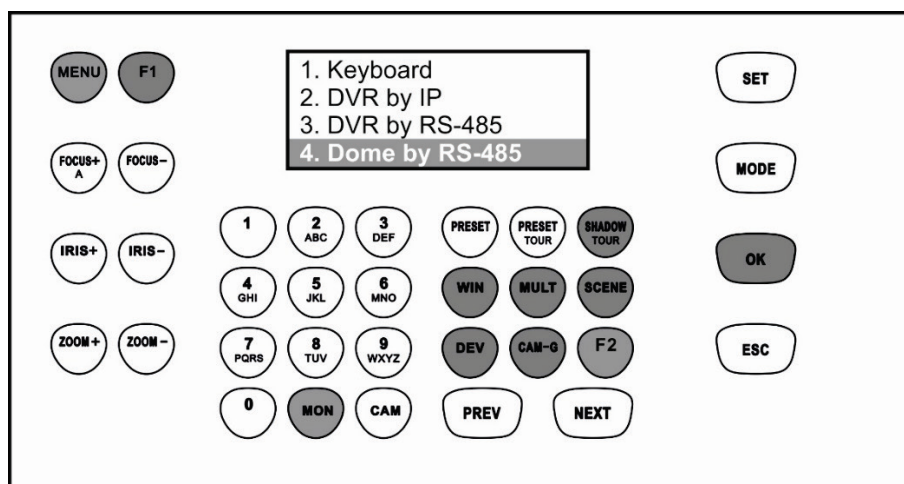 MENU F1
1. Keyboard
2. DVR by IP
3. DVR by RS-485
4. Dome by RS-485
SET
FOCUS+
A
FOCUS-
MODE
1
2
ABC
3
DEF
PRESET
PRESET
TOUR
SHADOW
TOUR
IRIS+ IRIS-
OK
4
GHI
5
JKL
6
MNO
WIN MULT SCENE
ZOOM+ ZOOM-
7
PQRS
8
TUV
9
WXYZ
DEV CAM-G F2
ESC
0 MON CAM
PREV NEXT